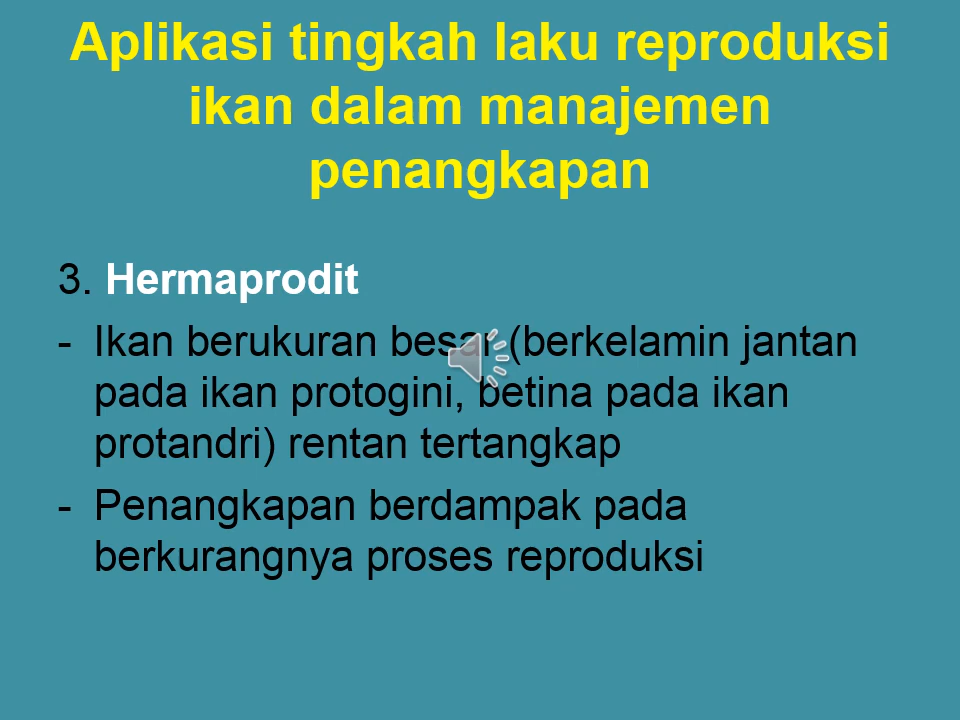 Aplikasi tingkah laku reproduksi
ikan dalam manajemen
penangkapan
3. Hermaprodit
- Ikan berukuran besar (berkelamin jantan
pada ikan protogini, betina pada ikan
protandri) rentan tertangkap
- Penangkapan berdampak pada
berkurangnya proses reproduksi